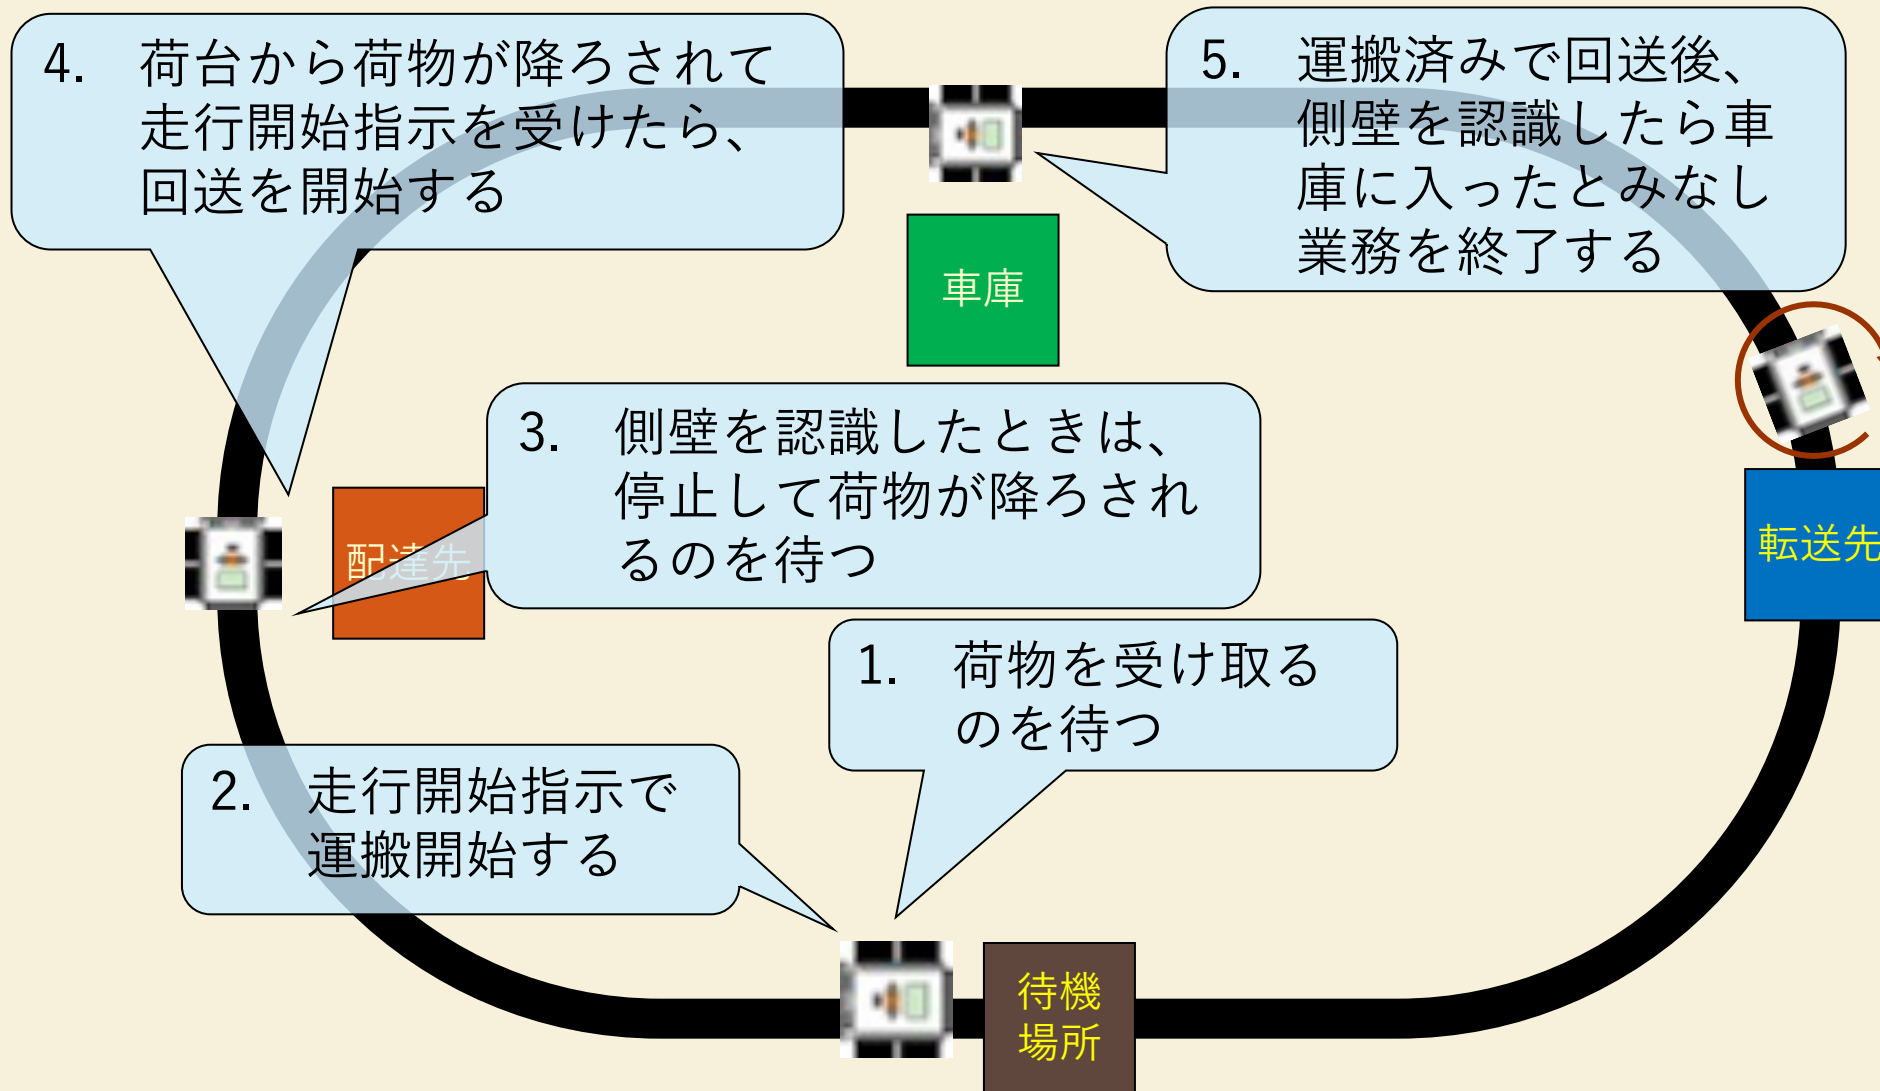 4. 荷台から荷物が降ろされて
走行開始指示を受けたら、
回送を開始する
5. 運搬済みで回送後、
側壁を認識したら車
庫に入ったとみなし
業務を終了する
車庫
3. 側壁を認識したときは、
停止して荷物が降ろされ
るのを待つ
配達先
転送先
1. 荷物を受け取る
のを待つ
2. 走行開始指示で
運搬開始する
待機
場所